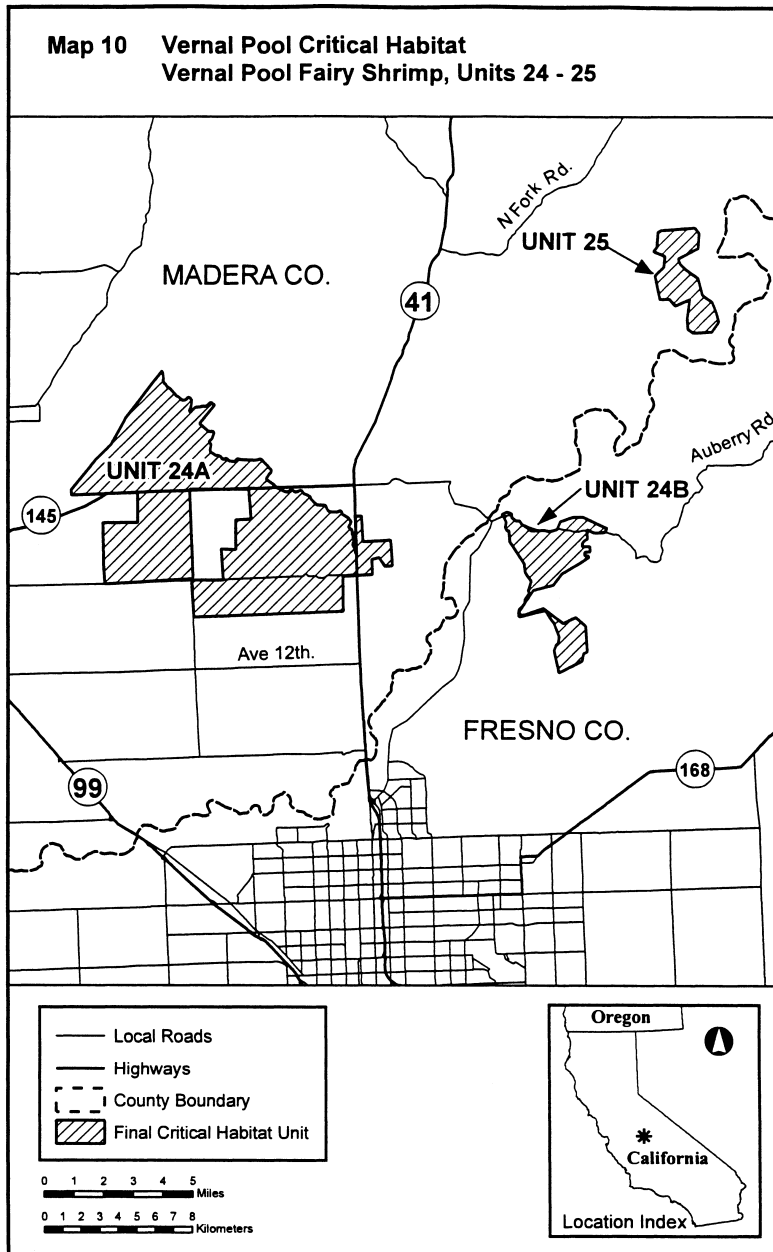 Map 10 Vernal Pool Critical Habitat
Vernal Pool Fairy Shrimp, Units 24 - 25
N Fork Rd.
UNIT 25
MADERA CO.
41
Auberry Rd.
UNIT 24A
UNIT 24B
145
Ave 12th.
FRESNO CO.
99
168
Local Roads
Highways
County Boundary
Final Critical Habitat Unit
0 1 2 3 4 5
Miles
0 1 2 3 4 5 6 7 8
Kilometers
Oregon
California
Location Index